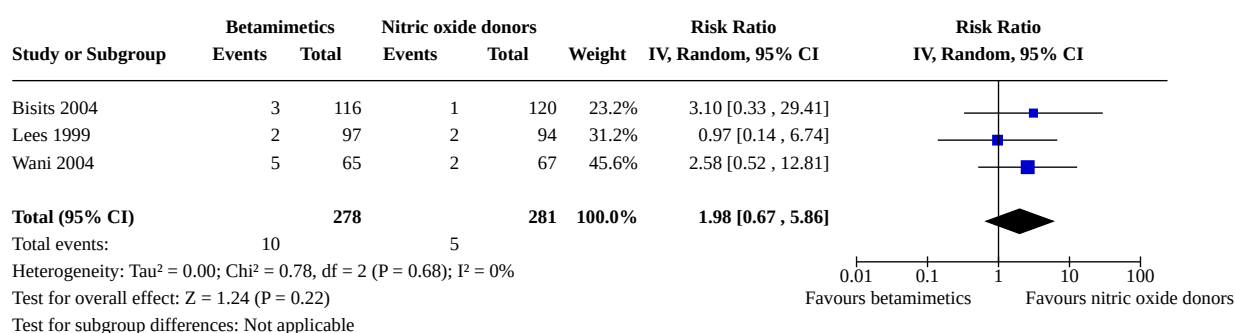 Betamimetics Nitric oxide donors Risk Ratio Risk Ratio
Study or Subgroup Events Total Events Total Weight IV, Random, 95% CI IV, Random, 95% CI
Bisits 2004 3 116 1 120 23.2% 3.10 [0.33 , 29.41]
Lees 1999 2 97 2 94 31.2% 0.97 [0.14 , 6.74]
Wani 2004 5 65 2 67 45.6% 2.58 [0.52 , 12.81]
Total (95% CI) 278 281 100.0% 1.98 [0.67 , 5.86]
Total events: 10 5
Heterogeneity: Tau² = 0.00; Chi² = 0.78, df = 2 (P = 0.68); I² = 0%
0.01 0.1 1 10 100
Test for overall effect: Z = 1.24 (P = 0.22) Favours betamimetics Favours nitric oxide donors
Test for subgroup differences: Not applicable